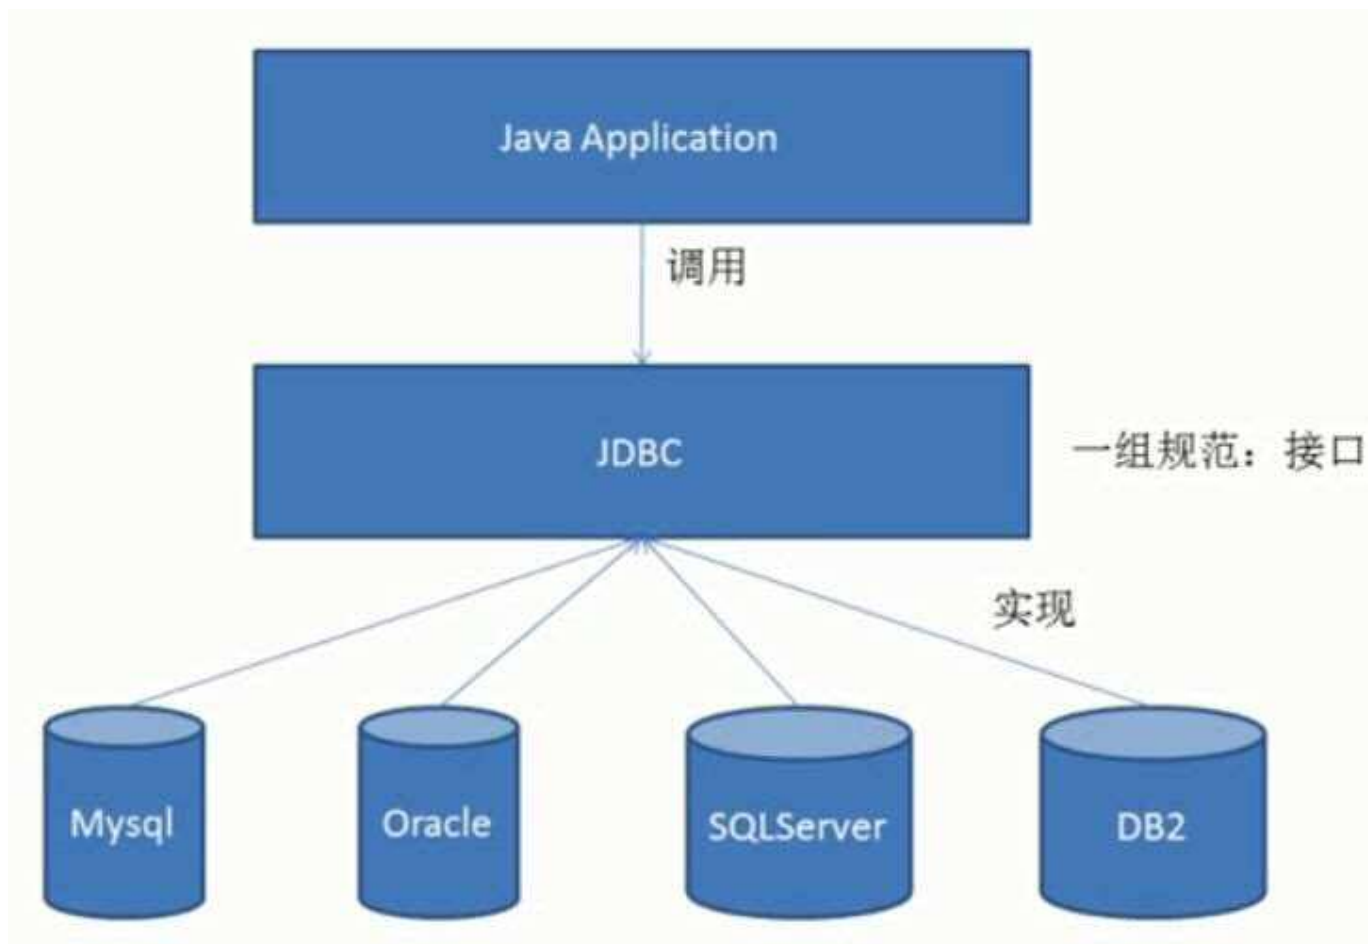 Java Application
调用
JDBC
一组规范：接口
实现
Mysql
Oracle
SQLServer
DB2